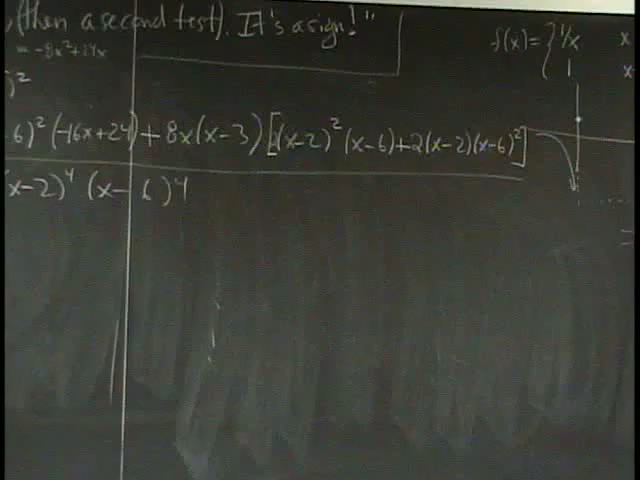 (then a second test). It's a sign!"
= -8x²+24x
)²
f(x) = { 1/x x
1 x
6)²(-16x+24)+8x(x-3)[2(x-2)²(x-6)+2(x-2)(x-6)²]
(x-2)⁴ (x-6)⁴